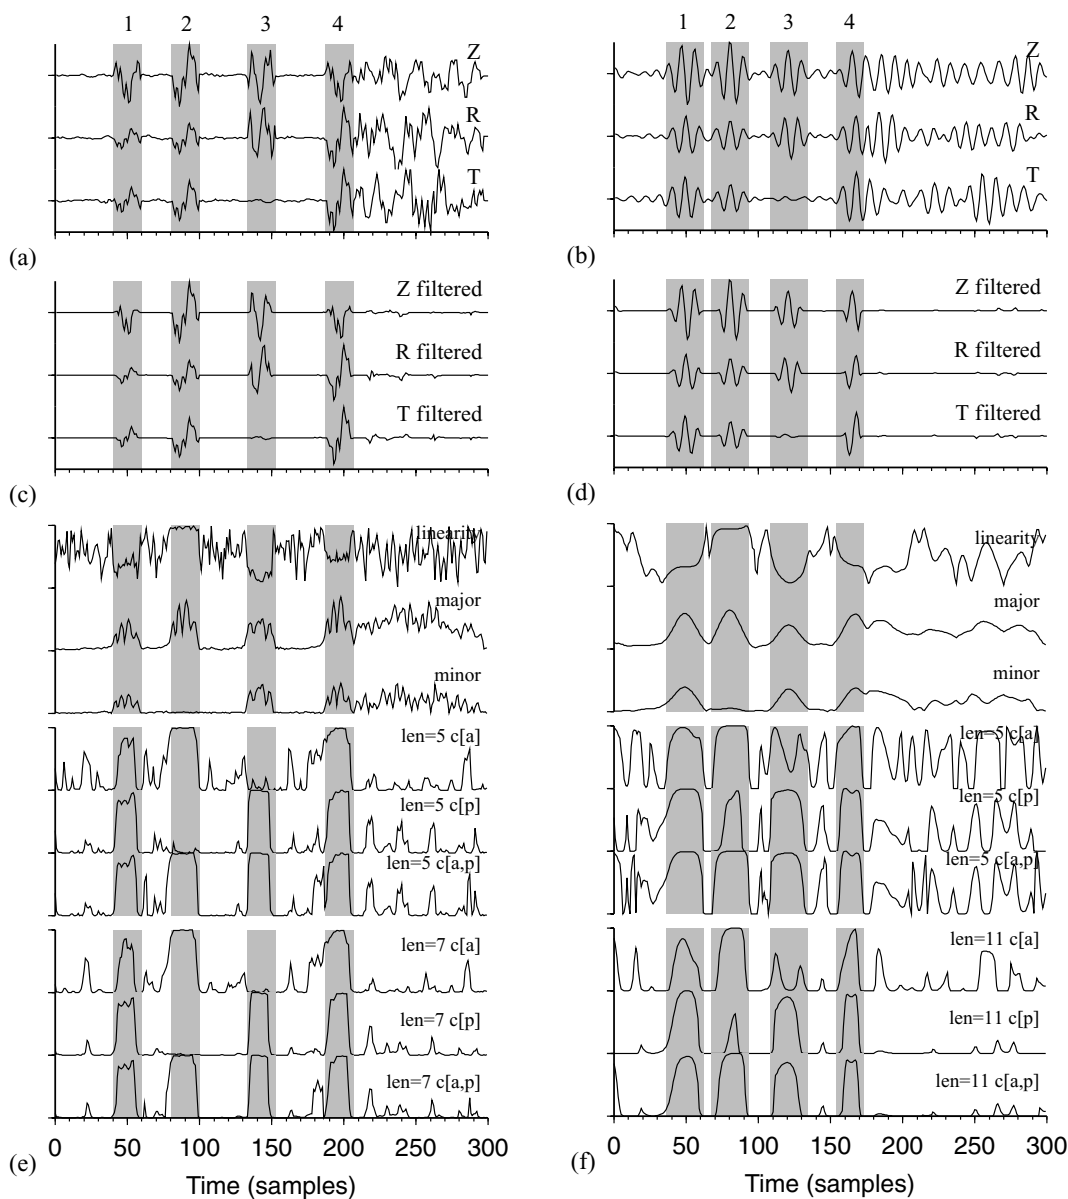 1 2 3 4
Z
R
T
(a)
1 2 3 4
Z
R
T
(b)
Z filtered
R filtered
T filtered
(c)
Z filtered
R filtered
T filtered
(d)
linearity
major
minor
len=5 c[a]
len=5 c[p]
len=5 c[a,p]
len=7 c[a]
len=7 c[p]
len=7 c[a,p]
0 50 100 150 200 250 300
(e)
Time (samples)
linearity
major
minor
len=5 c[a]
len=5 c[p]
len=5 c[a,p]
len=11 c[a]
len=11 c[p]
len=11 c[a,p]
0 50 100 150 200 250 300
(f)
Time (samples)